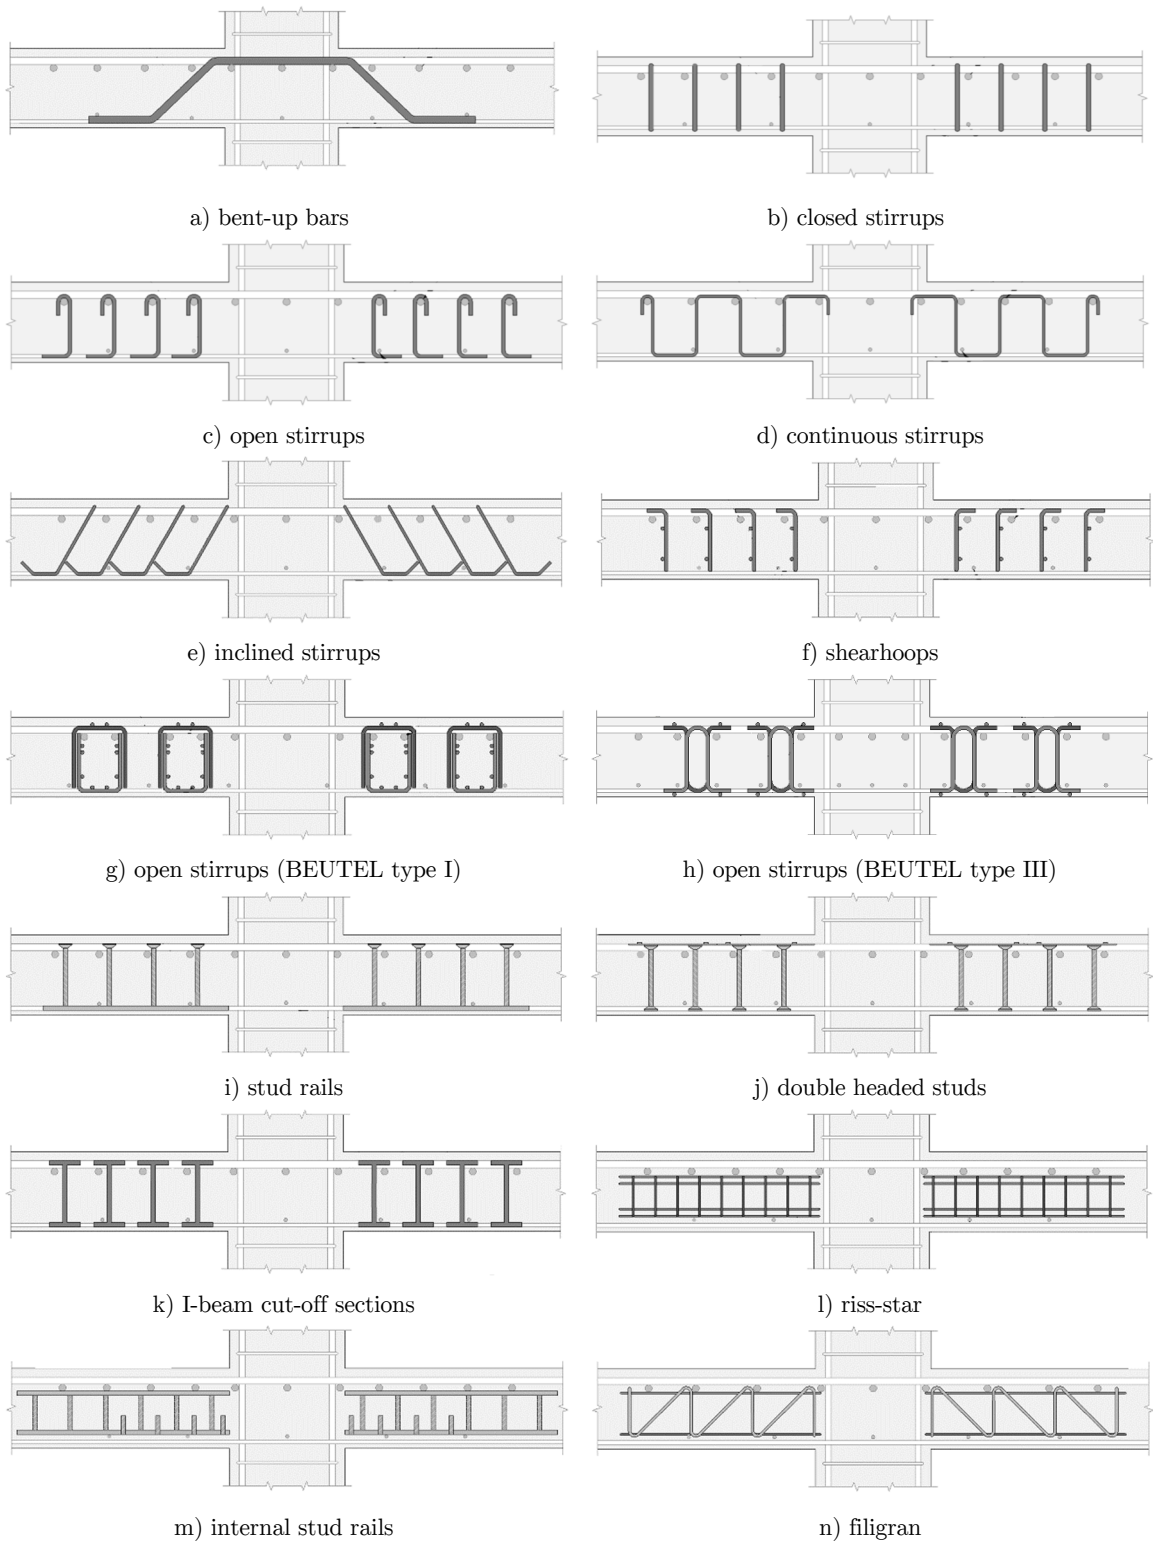 a) bent-up bars
b) closed stirrups
c) open stirrups
d) continuous stirrups
e) inclined stirrups
f) shearhoops
g) open stirrups (BEUTEL type I)
h) open stirrups (BEUTEL type III)
i) stud rails
j) double headed studs
k) I-beam cut-off sections
l) riss-star
m) internal stud rails
n) filigran